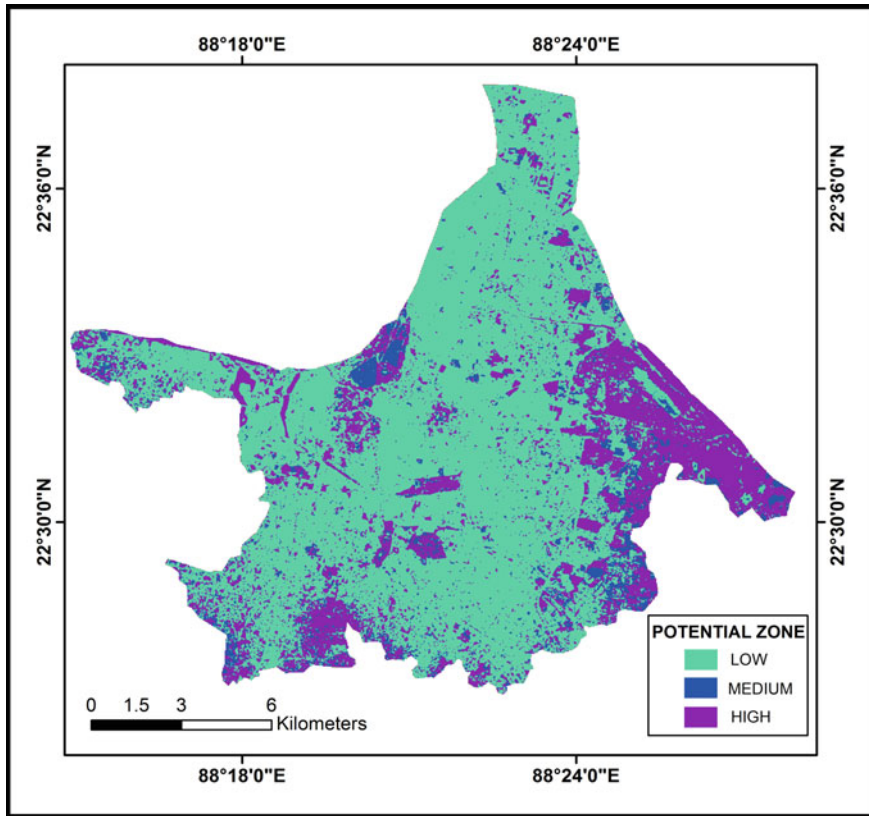 88°18'0"E 88°24'0"E
22°36'0"N 22°36'0"N
22°30'0"N 22°30'0"N
POTENTIAL ZONE
LOW
MEDIUM
HIGH
0 1.5 3 6
Kilometers
88°18'0"E 88°24'0"E